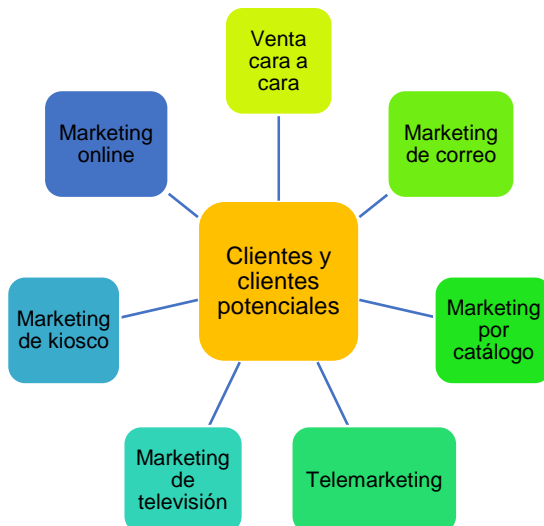 Venta
cara a
cara
Marketing
de correo
Marketing
por
catálogo
Telemarketing
Marketing
de
televisión
Marketing
de kiosco
Marketing
online
Clientes y
clientes
potenciales